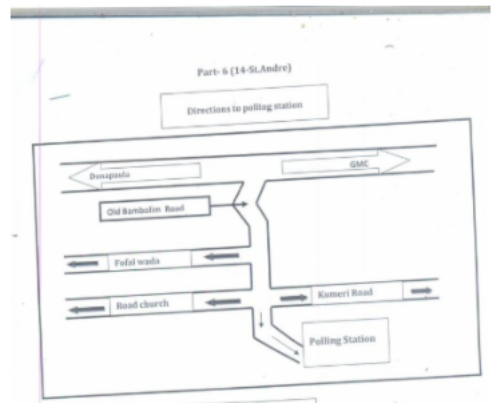 Part- 6 (14-St.Andre)
Directions to polling station
Donapaula
GMC
Old Bambolim Road
Fofal wada
Road church
Kumeri Road
Polling Station